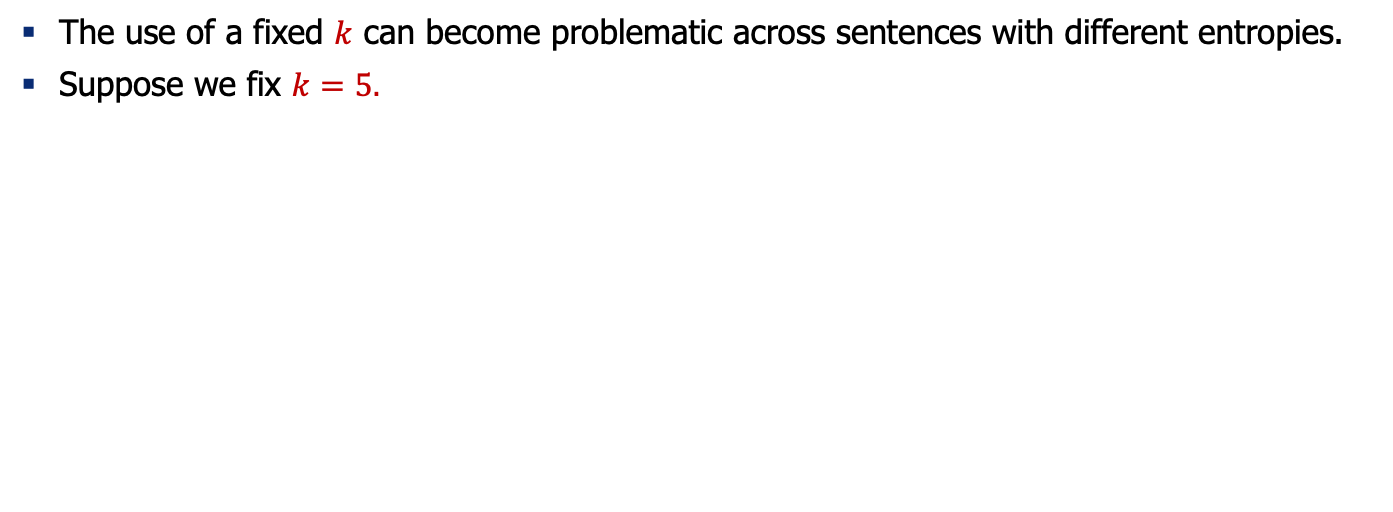 ▪ The use of a fixed k can become problematic across sentences with different entropies.
▪ Suppose we fix k = 5.